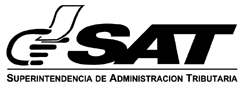 SAT
SUPERINTENDENCIA DE ADMINISTRACION TRIBUTARIA